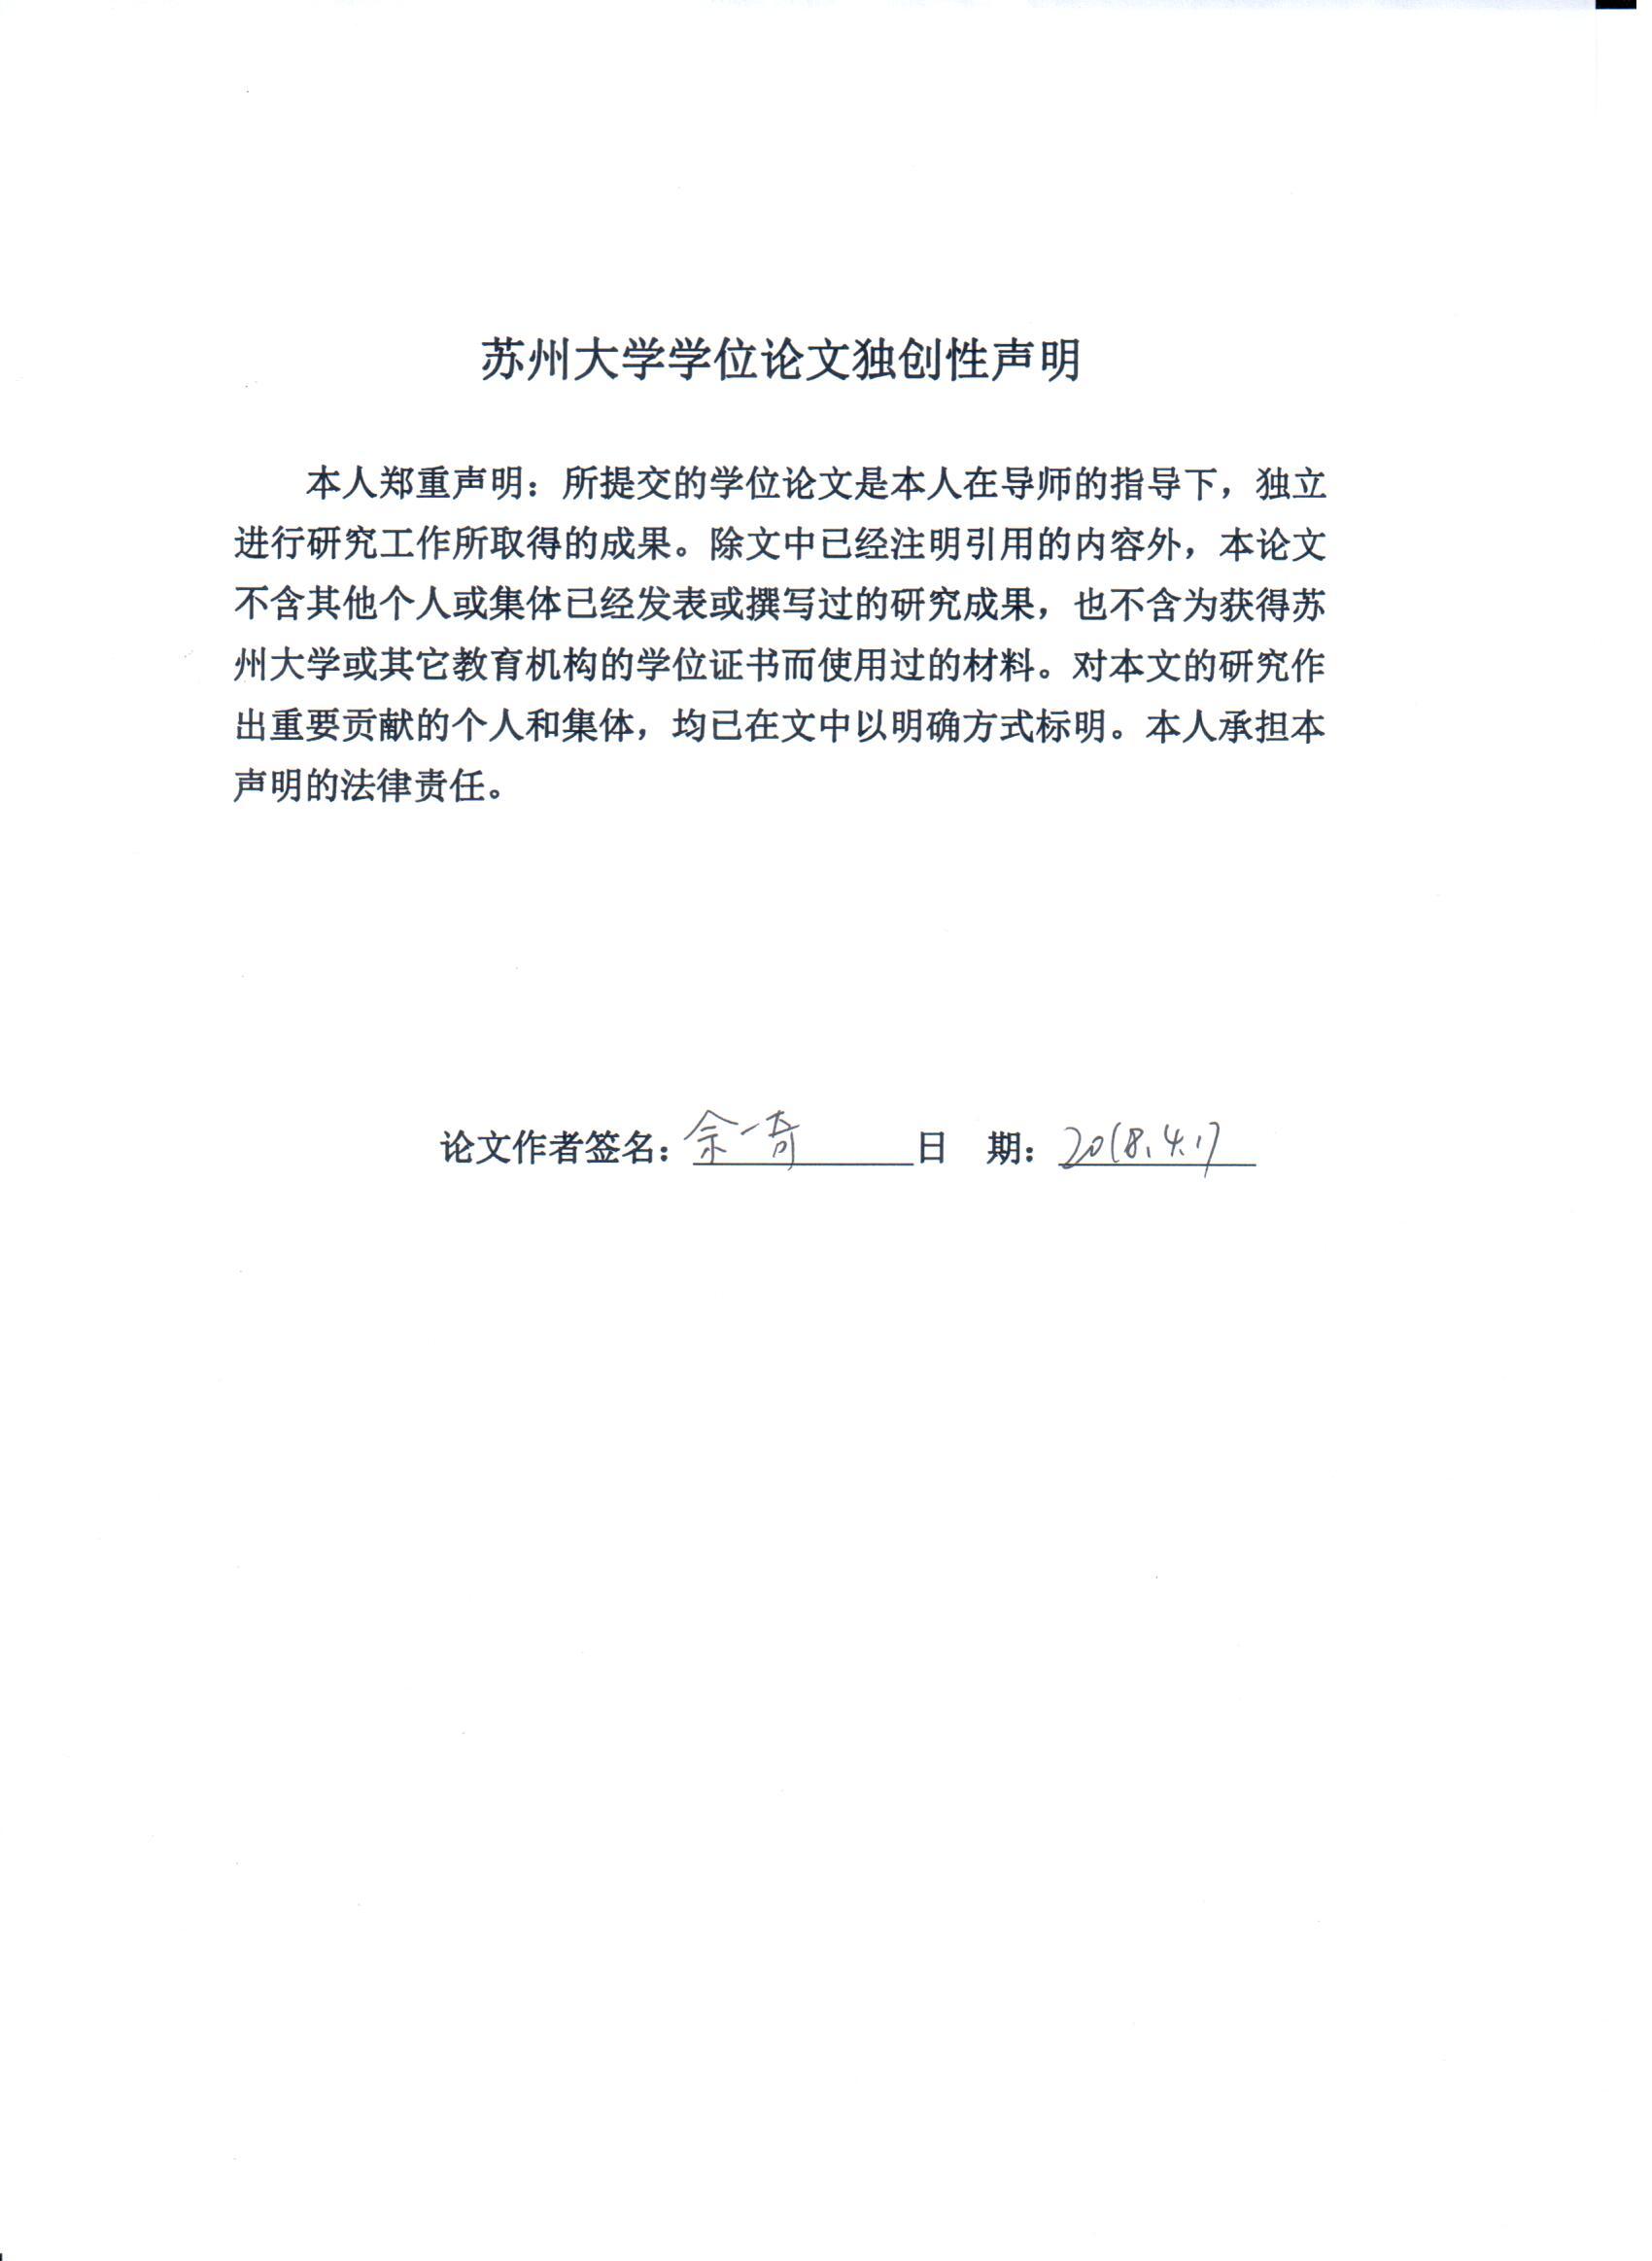 苏州大学学位论文独创性声明
本人郑重声明：所提交的学位论文是本人在导师的指导下，独立
进行研究工作所取得的成果。除文中已经注明引用的内容外，本论文
不含其他个人或集体已经发表或撰写过的研究成果，也不含为获得苏
州大学或其它教育机构的学位证书而使用过的材料。对本文的研究作
出重要贡献的个人和集体，均已在文中以明确方式标明。本人承担本
声明的法律责任。
论文作者签名：余一奇 日 期：2018.4.17